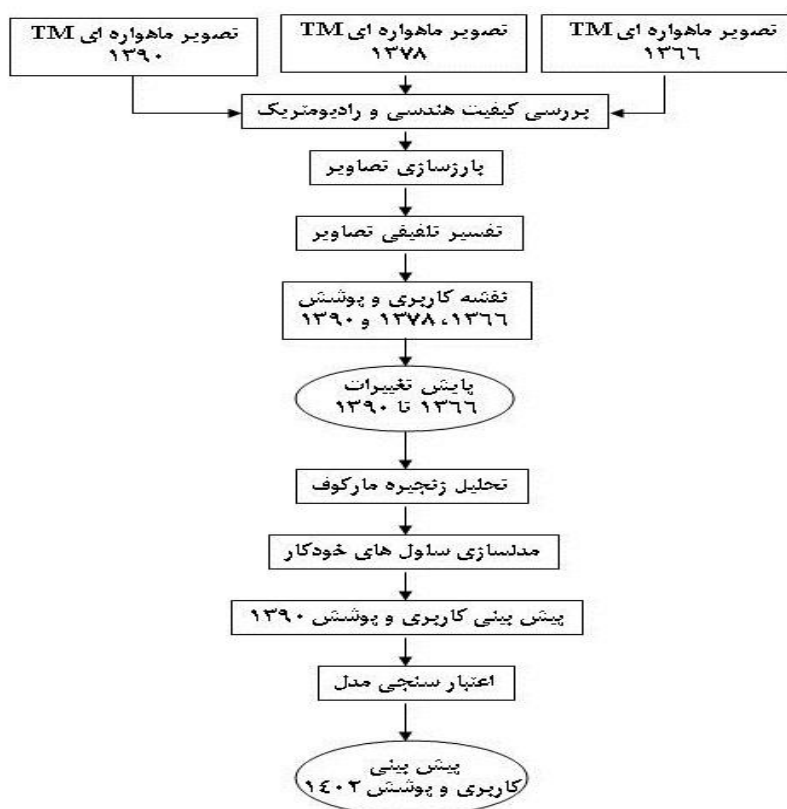 تصویر ماهواره ای TM
۱۳۶۶
تصویر ماهواره ای TM
۱۳۷۸
تصویر ماهواره ای TM
۱۳۹۰
بررسی کیفیت هندسی و رادیومتریک
بارزسازی تصاویر
تفسیر تلفیقی تصاویر
نقشه کاربری و پوشش
۱۳۶۶، ۱۳۷۸ و ۱۳۹۰
پایش تغییرات
۱۳۶۶ تا ۱۳۹۰
تحلیل زنجیره مارکوف
مدلسازی سلول های خودکار
پیش بینی کاربری و پوشش ۱۳۹۰
اعتبار سنجی مدل
پیش بینی
کاربری و پوشش ۱۴۰۲